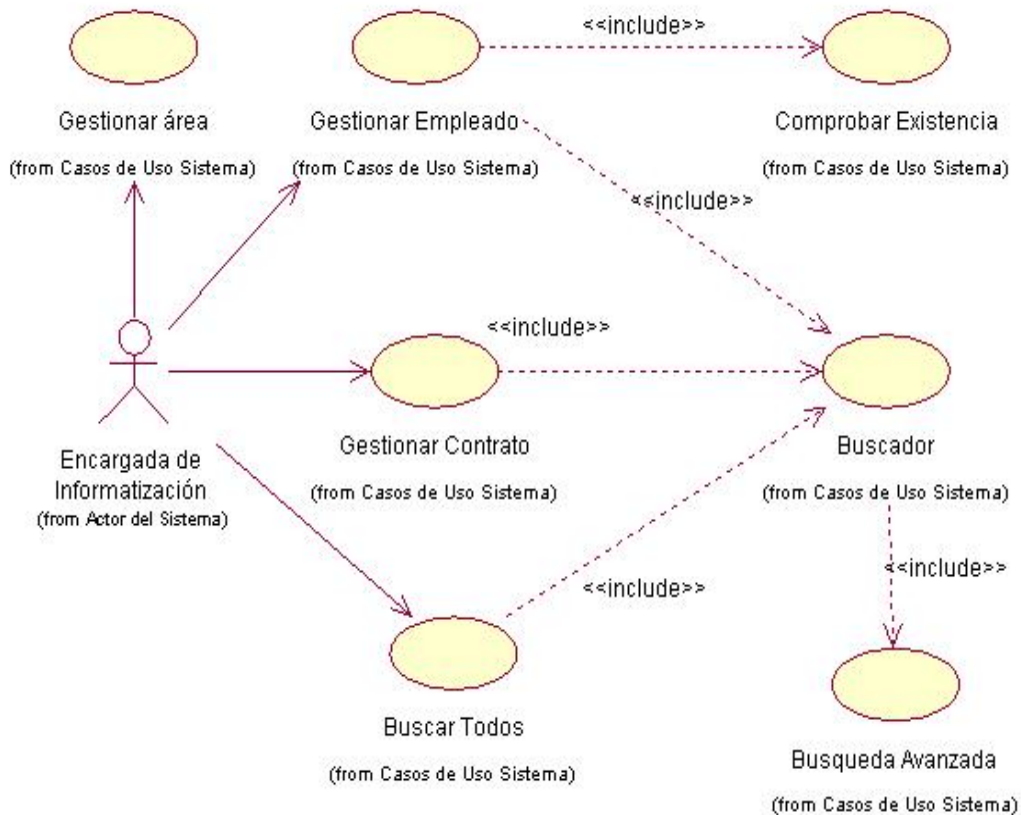 <<include>>
Gestionar área
(from Casos de Uso Sistema)
Gestionar Empleado
(from Casos de Uso Sistema)
Comprobar Existencia
(from Casos de Uso Sistema)
<<include>>
<<include>>
Encargada de
Informatización
(from Actor del Sistema)
Gestionar Contrato
(from Casos de Uso Sistema)
Buscador
(from Casos de Uso Sistema)
<<include>>
<<include>>
Buscar Todos
(from Casos de Uso Sistema)
Busqueda Avanzada
(from Casos de Uso Sistema)